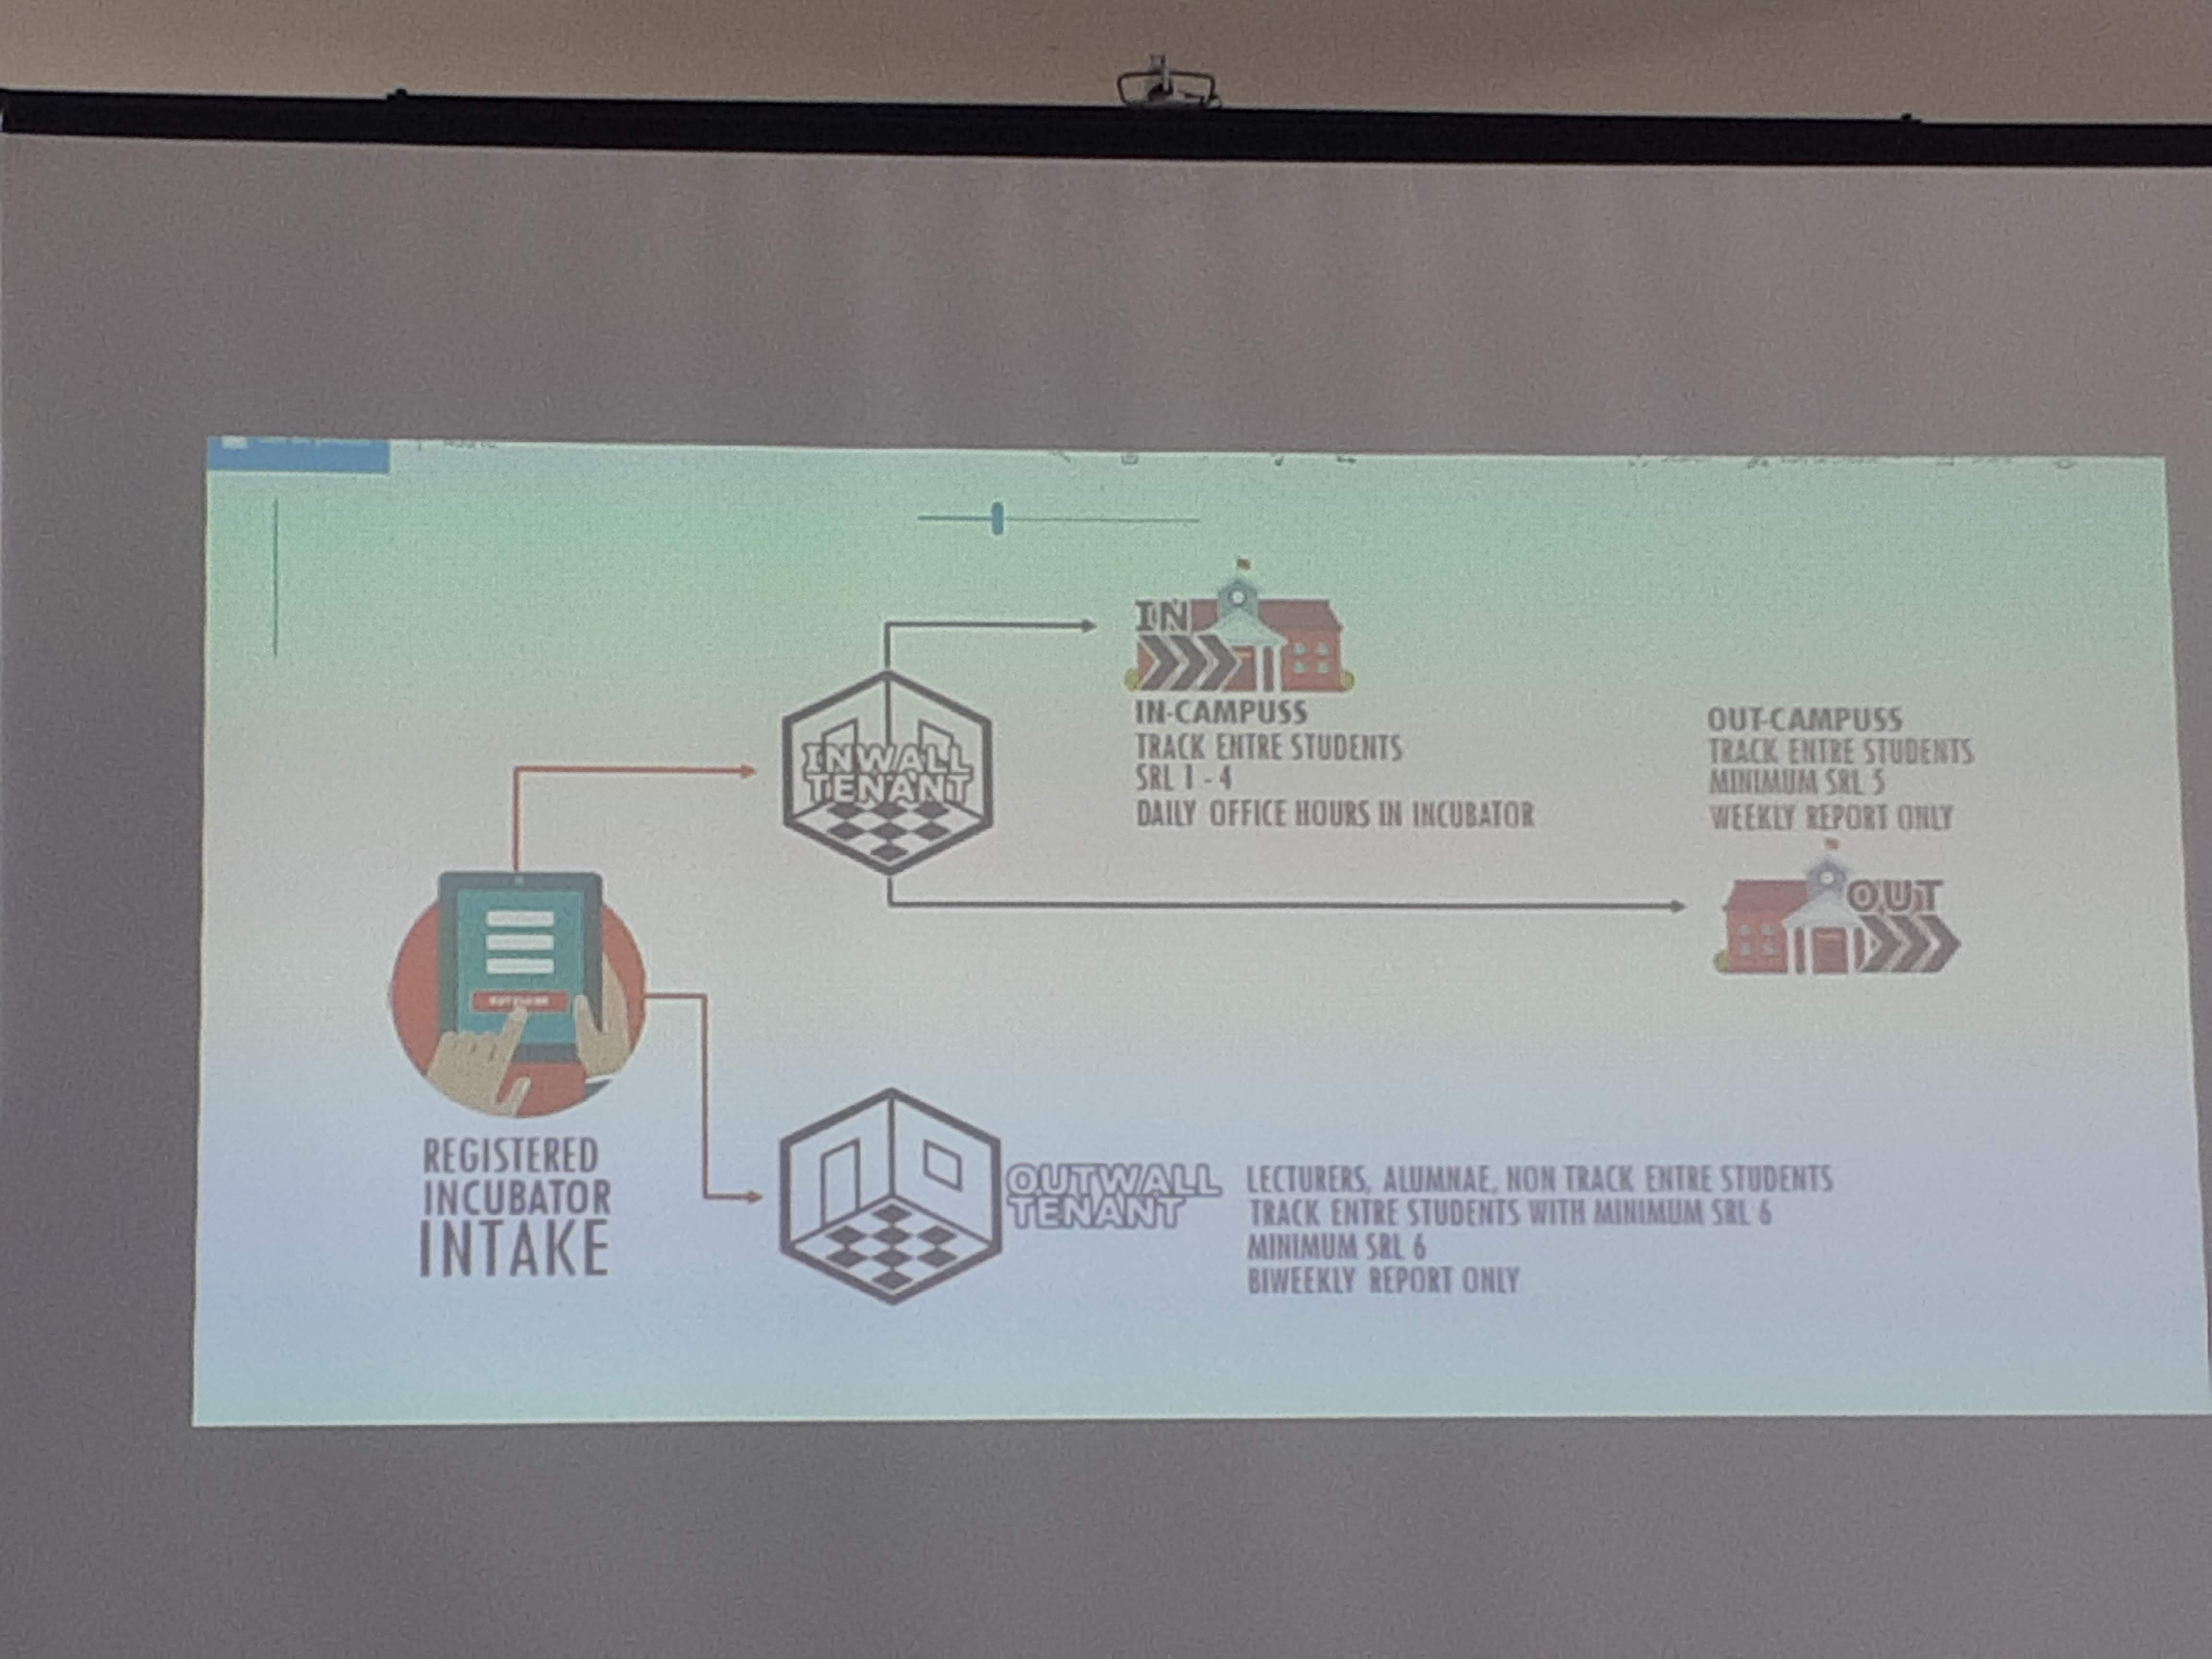 IN
IN-CAMPUSS
TRACK ENTRE STUDENTS
SRL 1 - 4
DAILY OFFICE HOURS IN INCUBATOR
OUT-CAMPUSS
TRACK ENTRE STUDENTS
MINIMUM SRL 5
WEEKLY REPORT ONLY
OUT
INWALL
TENANT
REGISTERED
INCUBATOR
INTAKE
OUTWALL
TENANT
LECTURERS, ALUMNAE, NON TRACK ENTRE STUDENTS
TRACK ENTRE STUDENTS WITH MINIMUM SRL 6
MINIMUM SRL 6
BIWEEKLY REPORT ONLY